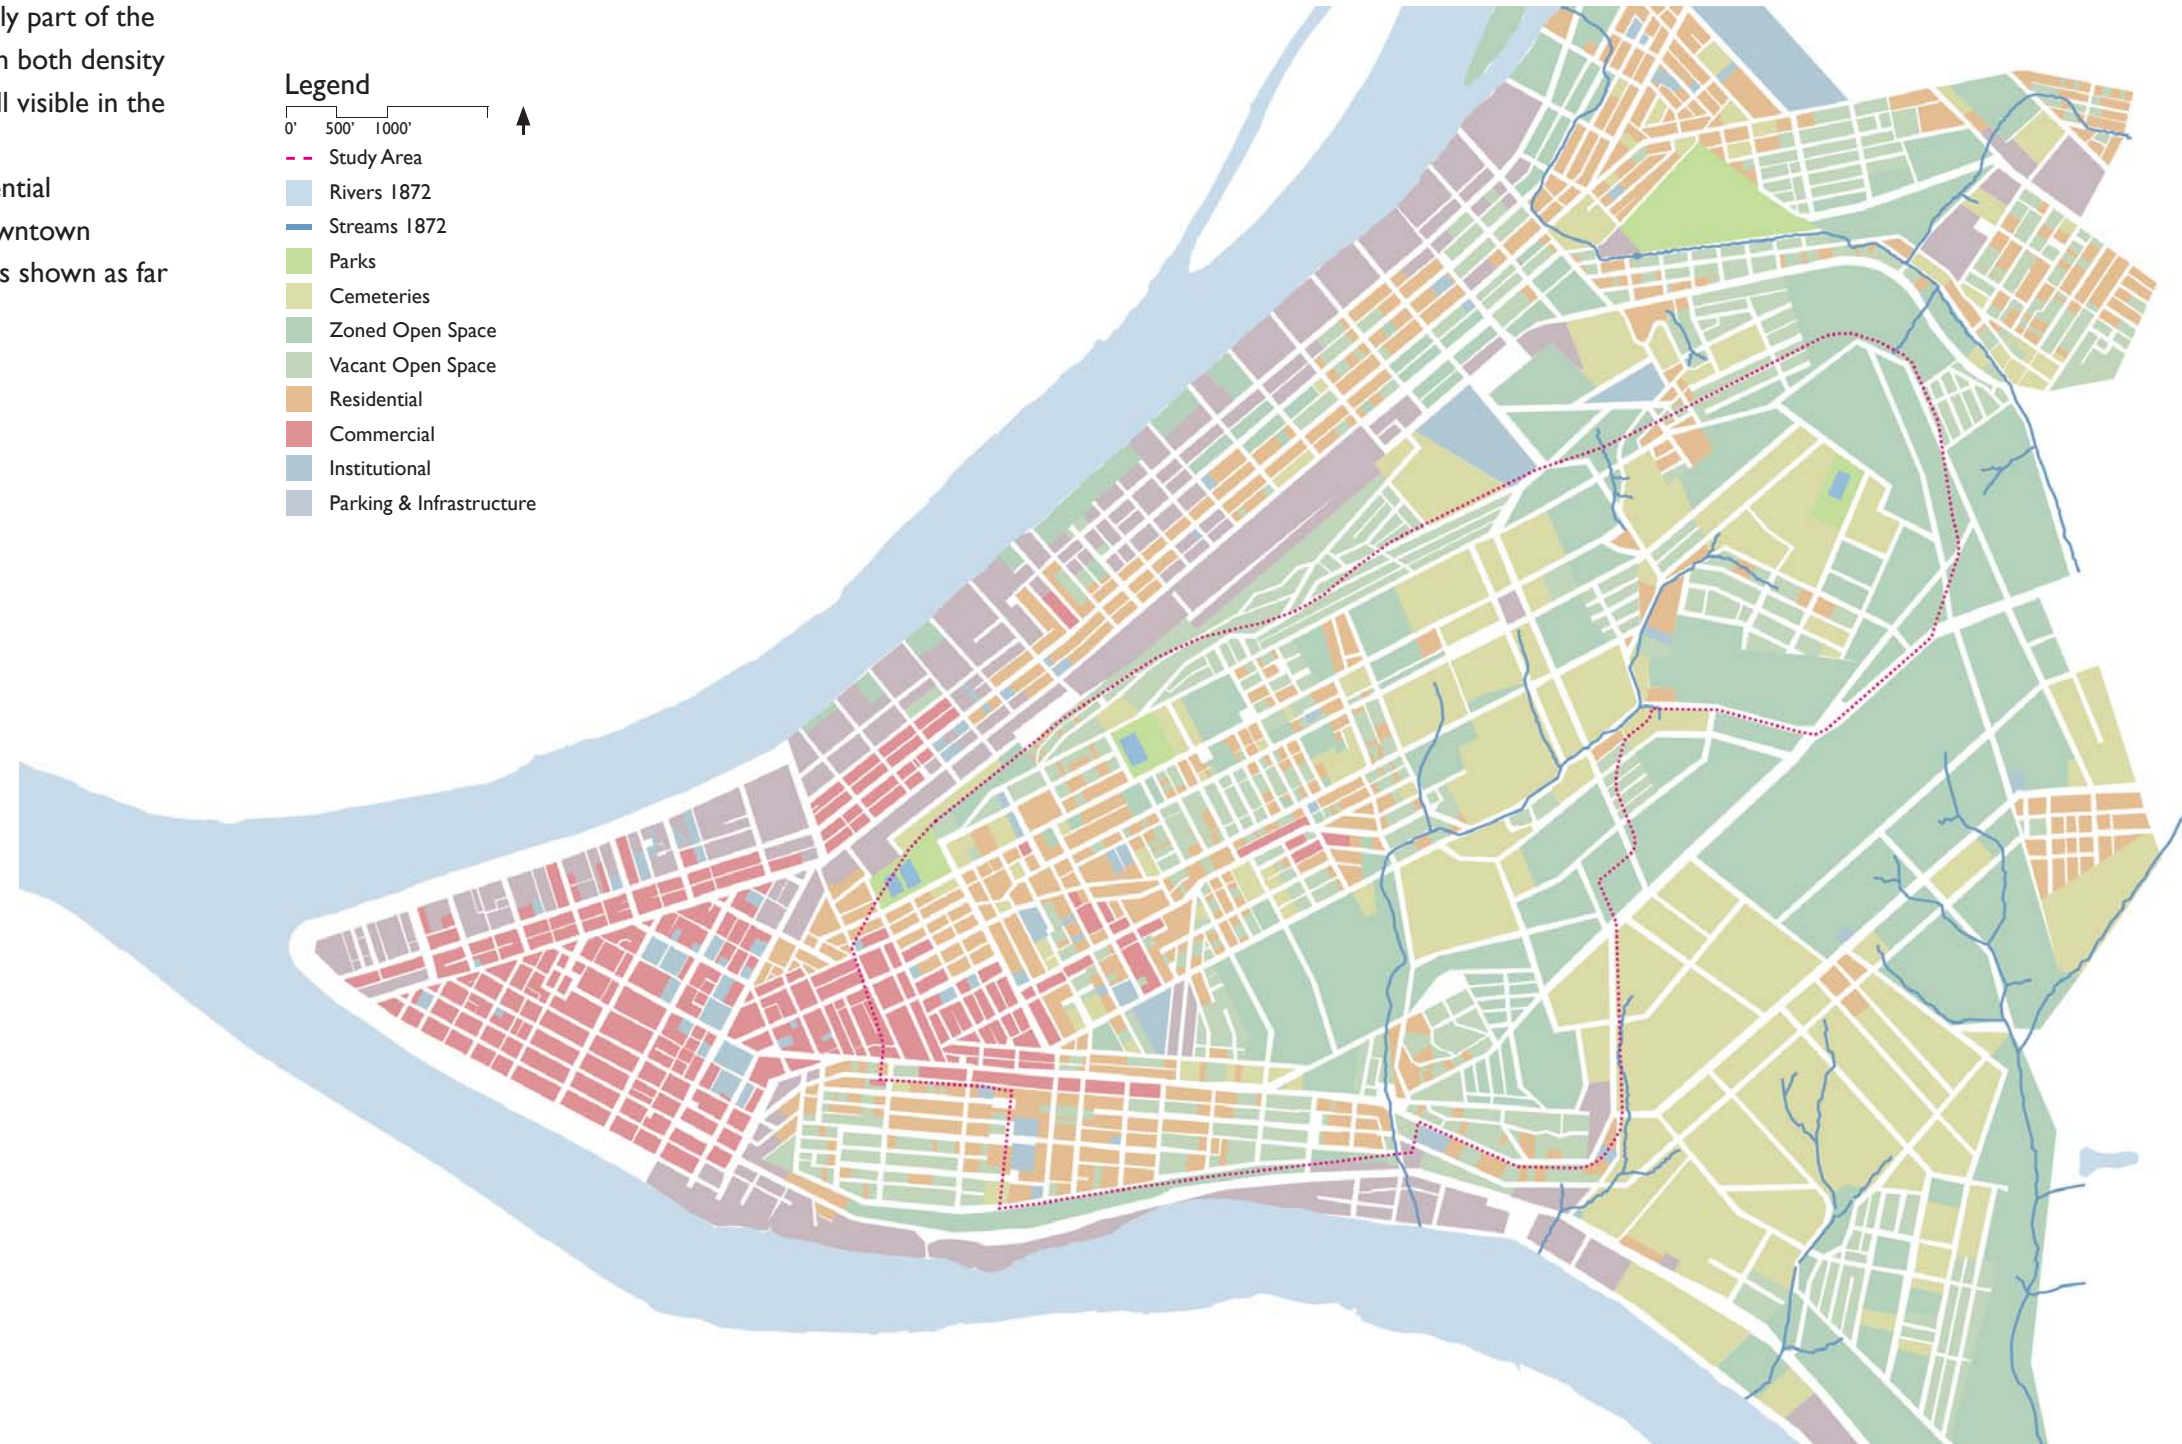 ly part of the
n both density
ll visible in the
ntial
wntown
s shown as far
Legend
0' 500' 1000'
Study Area
Rivers 1872
Streams 1872
Parks
Cemeteries
Zoned Open Space
Vacant Open Space
Residential
Commercial
Institutional
Parking & Infrastructure